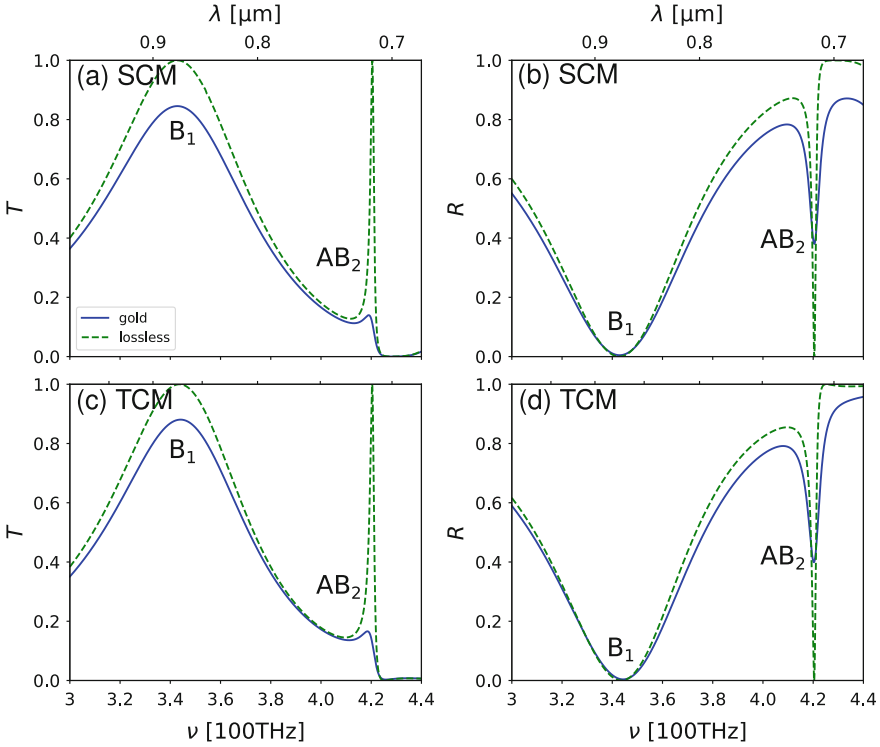 λ [μm]
λ [μm]
0.9
0.8
0.7
0.9
0.8
0.7
(a) SCM
(b) SCM
1.0
0.8
0.6
0.4
0.2
0.0
T
B₁
AB₂
gold
lossless
1.0
0.8
0.6
0.4
0.2
0.0
R
B₁
AB₂
(c) TCM
(d) TCM
1.0
0.8
0.6
0.4
0.2
0.0
T
B₁
AB₂
3
3.2
3.4
3.6
3.8
4.0
4.2
4.4
ν [100THz]
1.0
0.8
0.6
0.4
0.2
0.0
R
B₁
AB₂
3
3.2
3.4
3.6
3.8
4.0
4.2
4.4
ν [100THz]